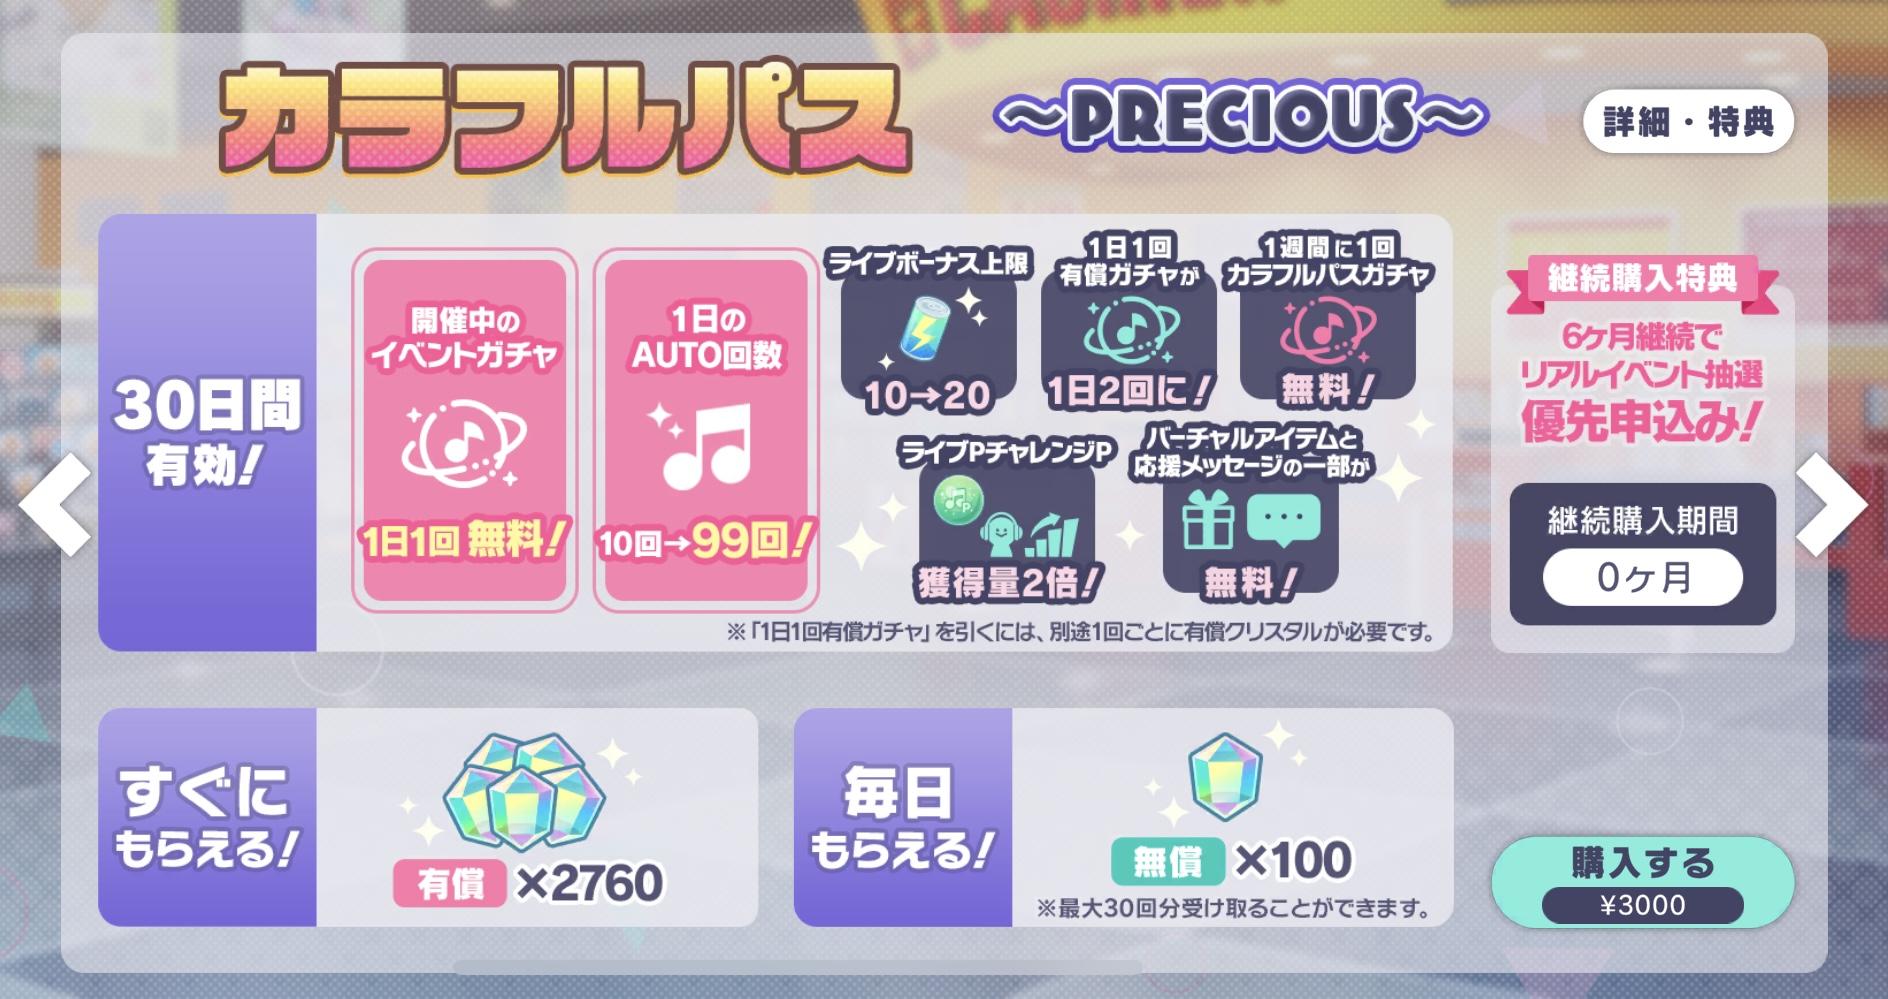 カラフルパス
～PRECIOUS～
詳細・特典
30日間
有効！
開催中の
イベントガチャ
1日1回 無料！
1日の
AUTO回数
10回→99回！
ライブボーナス上限
10→20
1日1回
有償ガチャが
1日2回に！
1週間に1回
カラフルパスガチャ
無料！
ライブPチャレンジP
獲得量2倍！
バーチャルアイテムと
応援メッセージの一部が
無料！
※「1日1回有償ガチャ」を引くには、別途1回ごとに有償クリスタルが必要です。
継続購入特典
6ヶ月継続で
リアルイベント抽選
優先申込み！
継続購入期間
0ヶ月
すぐに
もらえる！
有償 ×2760
毎日
もらえる！
無償 ×100
※最大30回分受け取ることができます。
購入する
¥3000